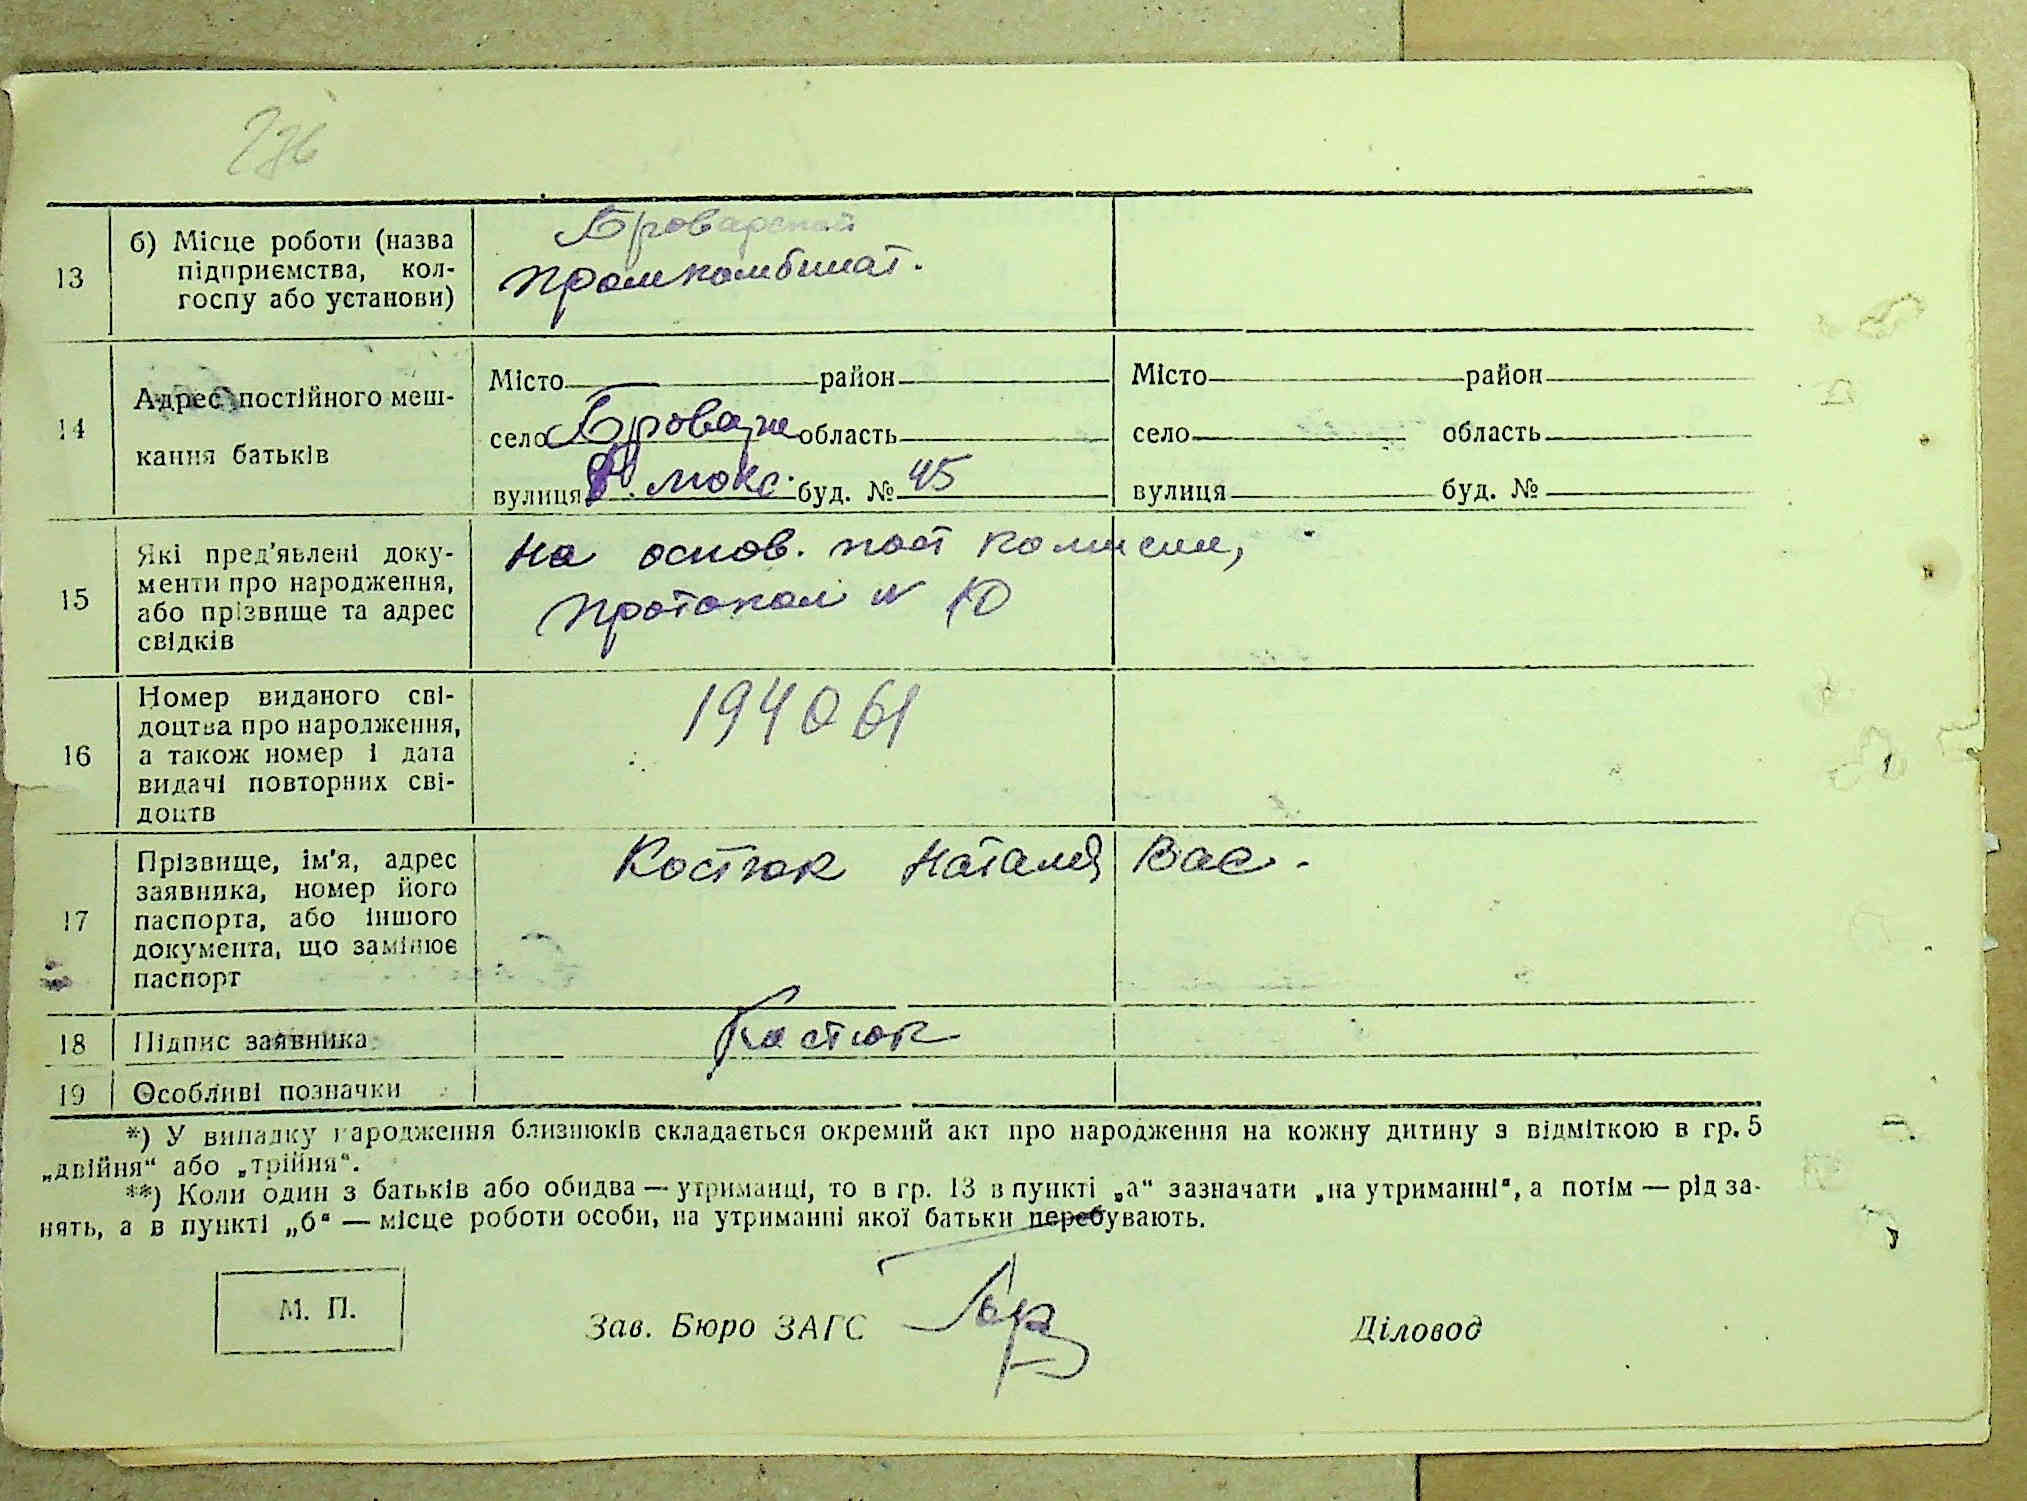 236
13
б) Місце роботи (назва
підприємства, кол-
госпу або установи)
Броварский
промкомбинат.
14
Адрес постійного меш-
кання батьків
Місто район
село Бровари область
вулиця буд. № 45
Місто район
село область
вулиця буд. №
15
Які пред'явлені доку-
менти про народження,
або прізвище та адрес
свідків
На основ. пост комисии,
протокол N 10
16
Номер виданого сві-
доцтва про народження,
а також номер і дата
видачі повторних сві-
доцтв
194061
17
Прізвище, ім'я, адрес
заявника, номер його
паспорта, або іншого
документа, що замінює
паспорт
Костюк Наталія Вас.
18
Підпис заявника
Костюк
19
Особливі позначки
*) У випадку народження близнюків складається окремий акт про народження на кожну дитину з відміткою в гр. 5
„двійня“ або „трійня“.
**) Коли один з батьків або обидва — утриманці, то в гр. 13 в пункті „а“ зазначати „на утриманні“, а потім — рід за-
нять, а в пункті „б“ — місце роботи особи, на утриманні якої батьки перебувають.
М. П.
Зав. Бюро ЗАГС
Діловод